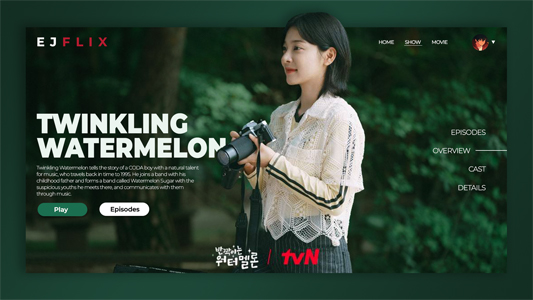 EJFLIX
HOME SHOW MOVIE
TWINKLING
WATERMELON
Twinkling Watermelon tells the story of a CODA boy with a natural talent
for music, who travels back in time to 1995. He joins a band with his
childhood father and forms a band called Watermelon Sugar with the
suspicious youths he meets there, and communicates with them
through music.
Play
Episodes
EPISODES
OVERVIEW
CAST
DETAILS
반짝이는
워터멜론
tvN